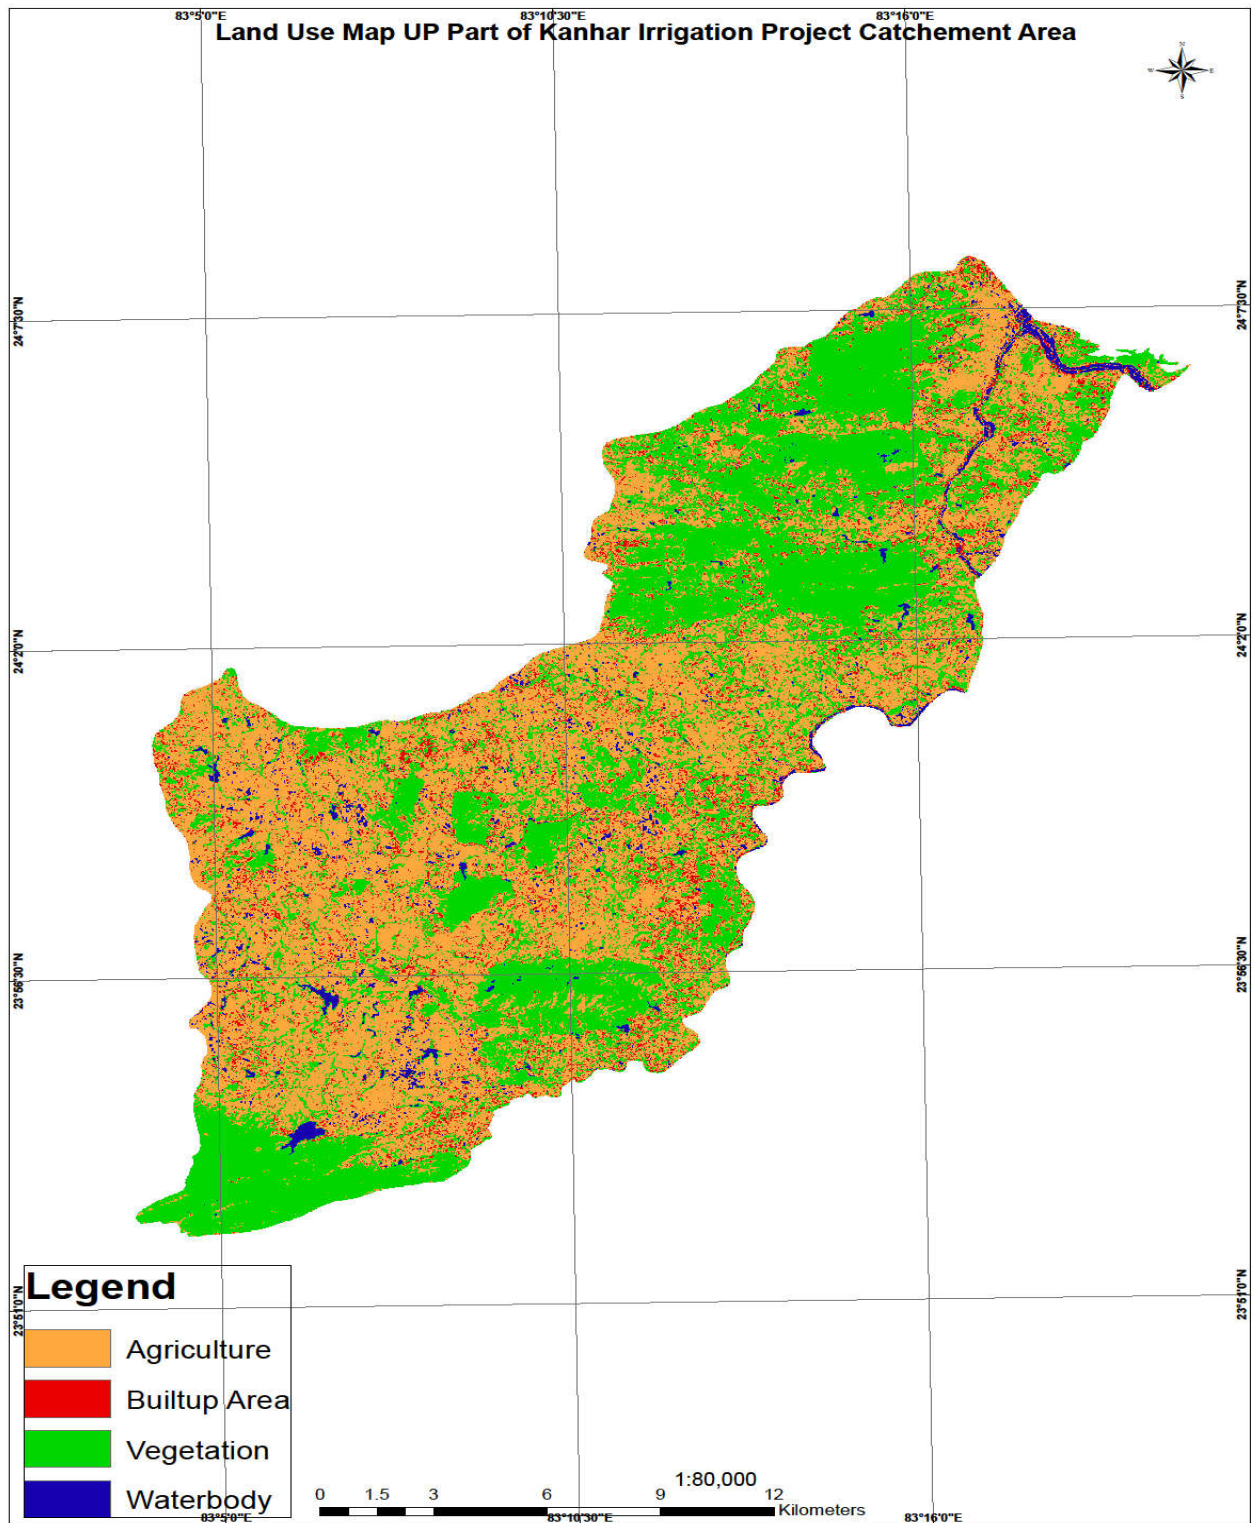 83°5'0"E 83°10'30"E 83°16'0"E
Land Use Map UP Part of Kanhar Irrigation Project Catchement Area
N
W E
S
24°7'30"N 24°7'30"N
24°2'0"N 24°2'0"N
23°56'30"N 23°56'30"N
23°51'0"N 23°51'0"N
Legend
Agriculture
Builtup Area
Vegetation
Waterbody
1:80,000
0 1.5 3 6 9 12
Kilometers
83°5'0"E 83°10'30"E 83°16'0"E